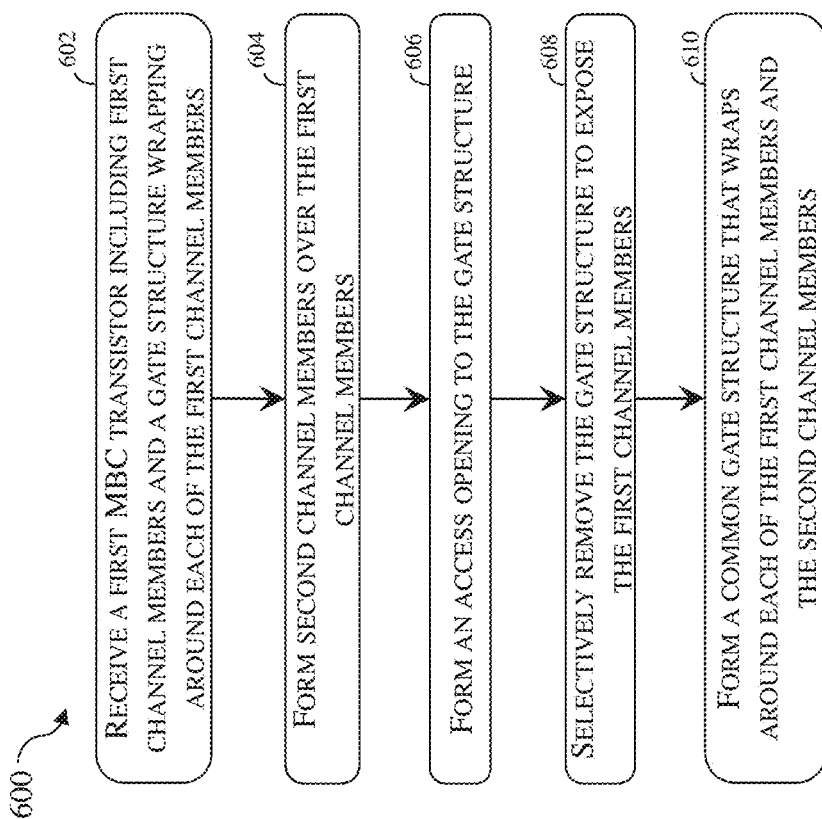 600
602
RECEIVE A FIRST MBC TRANSISTOR INCLUDING FIRST
CHANNEL MEMBERS AND A GATE STRUCTURE WRAPPING
AROUND EACH OF THE FIRST CHANNEL MEMBERS
604
FORM SECOND CHANNEL MEMBERS OVER THE FIRST
CHANNEL MEMBERS
606
FORM AN ACCESS OPENING TO THE GATE STRUCTURE
608
SELECTIVELY REMOVE THE GATE STRUCTURE TO EXPOSE
THE FIRST CHANNEL MEMBERS
610
FORM A COMMON GATE STRUCTURE THAT WRAPS
AROUND EACH OF THE FIRST CHANNEL MEMBERS AND
THE SECOND CHANNEL MEMBERS